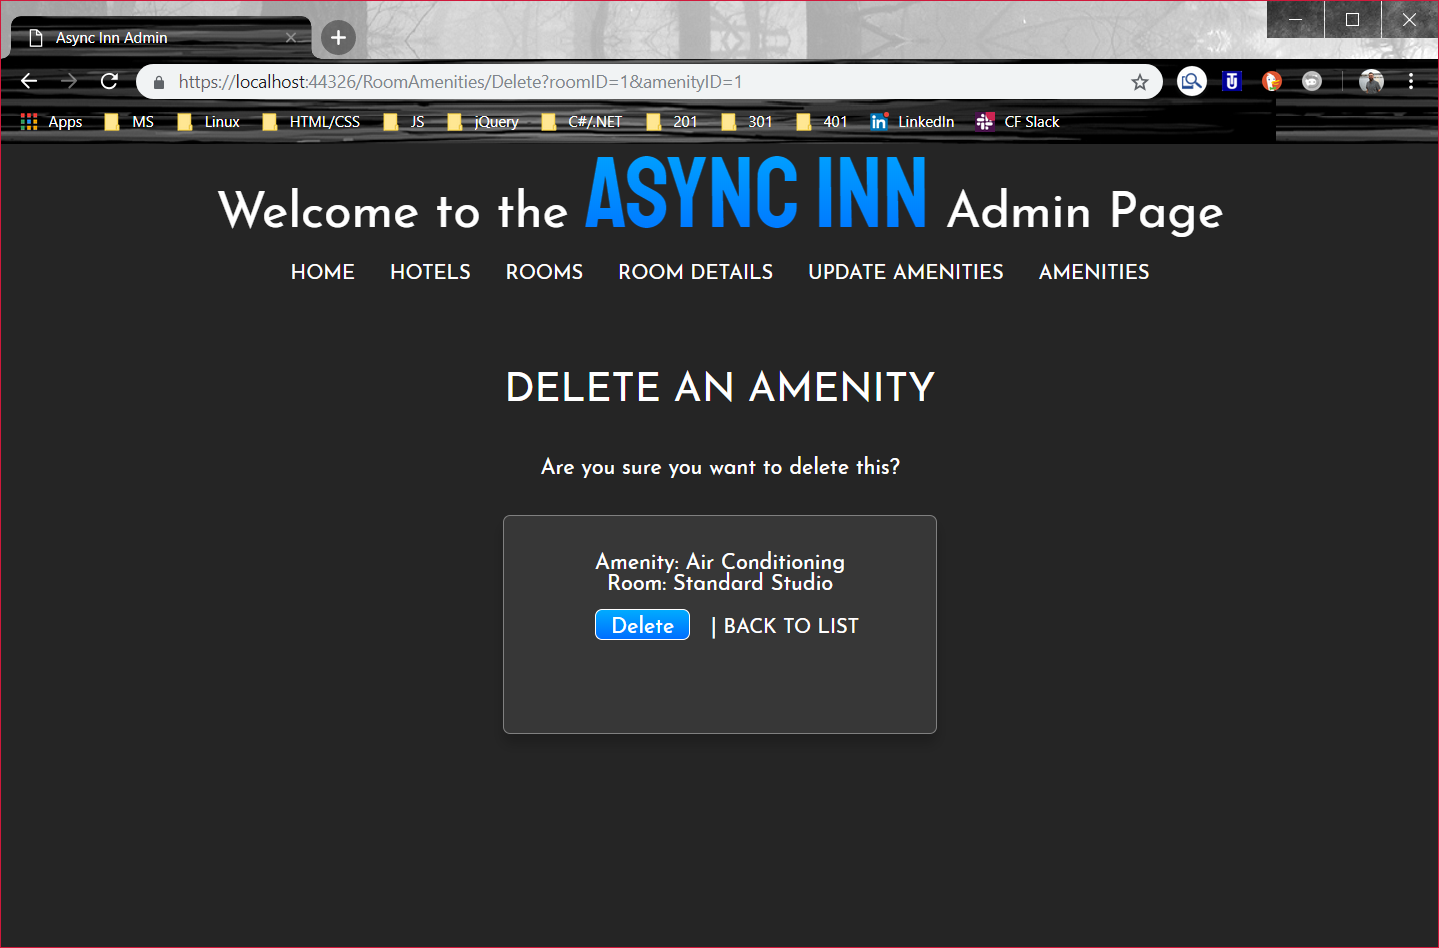 Async Inn Admin
https://localhost:44326/RoomAmenities/Delete?roomID=1&amenityID=1
Apps MS Linux HTML/CSS JS jQuery C#/.NET 201 301 401 LinkedIn CF Slack
Welcome to the ASYNC INN Admin Page
HOME HOTELS ROOMS ROOM DETAILS UPDATE AMENITIES AMENITIES
DELETE AN AMENITY
Are you sure you want to delete this?
Amenity: Air Conditioning
Room: Standard Studio
Delete | BACK TO LIST